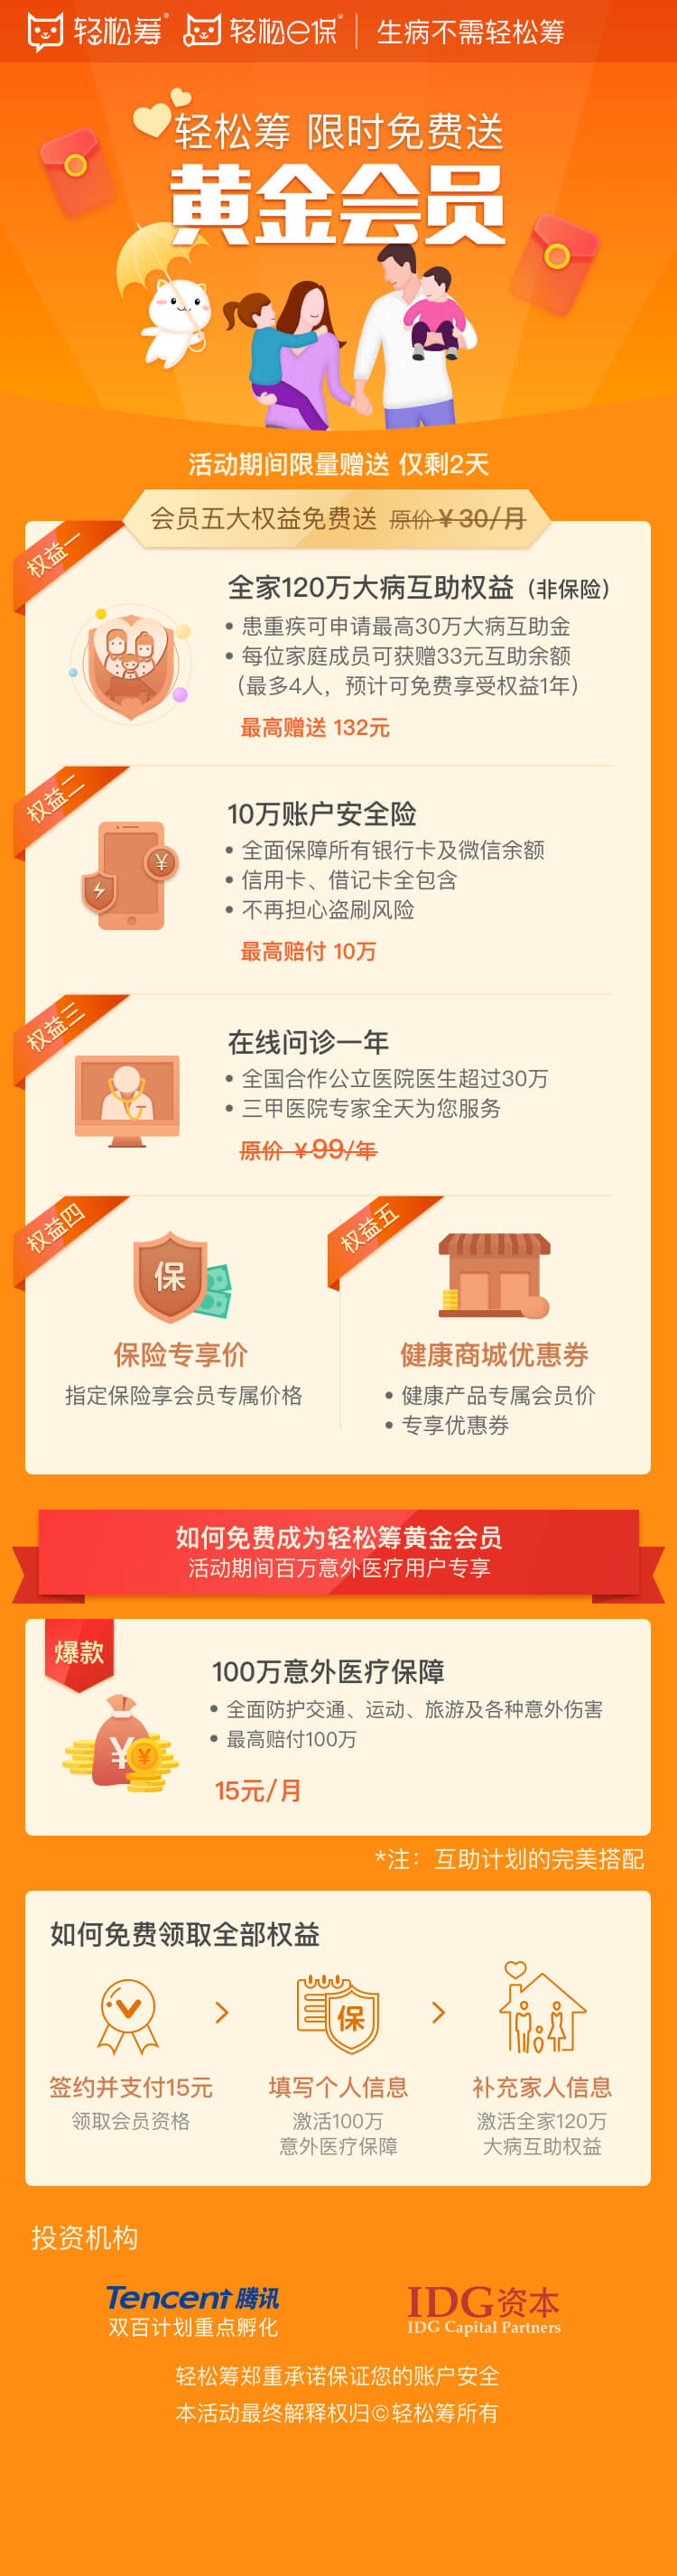 轻松筹® 轻松e保® 生病不需轻松筹
轻松筹 限时免费送
黄金会员
活动期间限量赠送 仅剩2天
会员五大权益免费送 原价¥30/月
权益一
全家120万大病互助权益（非保险）
• 患重疾可申请最高30万大病互助金
• 每位家庭成员可获赠33元互助余额
（最多4人，预计可免费享受权益1年）
最高赠送 132元
权益二
10万账户安全险
¥
• 全面保障所有银行卡及微信余额
• 信用卡、借记卡全包含
• 不再担心盗刷风险
最高赔付 10万
权益三
在线问诊一年
• 全国合作公立医院医生超过30万
• 三甲医院专家全天为您服务
原价 ¥99/年
权益四
保
保险专享价
指定保险享会员专属价格
权益五
健康商城优惠券
• 健康产品专属会员价
• 专享优惠券
如何免费成为轻松筹黄金会员
活动期间百万意外医疗用户专享
爆款
¥ ¥
100万意外医疗保障
• 全面防护交通、运动、旅游及各种意外伤害
• 最高赔付100万
15元/月
*注：互助计划的完美搭配
如何免费领取全部权益
保
签约并支付15元
领取会员资格
填写个人信息
激活100万
意外医疗保障
补充家人信息
激活全家120万
大病互助权益
投资机构
Tencent 腾讯
双百计划重点孵化
IDG资本
IDG Capital Partners
轻松筹郑重承诺保证您的账户安全
本活动最终解释权归©轻松筹所有